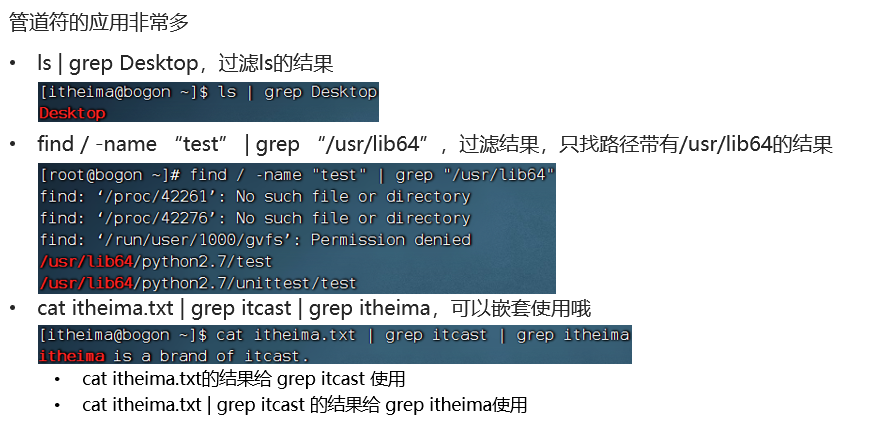 管道符的应用非常多
• ls | grep Desktop，过滤ls的结果
[itheima@bogon ~]$ ls | grep Desktop
Desktop
• find / -name “test” | grep “/usr/lib64”，过滤结果，只找路径带有/usr/lib64的结果
[root@bogon ~]# find / -name "test" | grep "/usr/lib64"
find: ‘/proc/42261’: No such file or directory
find: ‘/proc/42276’: No such file or directory
find: ‘/run/user/1000/gvfs’: Permission denied
/usr/lib64/python2.7/test
/usr/lib64/python2.7/unittest/test
• cat itheima.txt | grep itcast | grep itheima，可以嵌套使用哦
[itheima@bogon ~]$ cat itheima.txt | grep itcast | grep itheima
itheima is a brand of itcast.
• cat itheima.txt的结果给 grep itcast 使用
• cat itheima.txt | grep itcast 的结果给 grep itheima使用